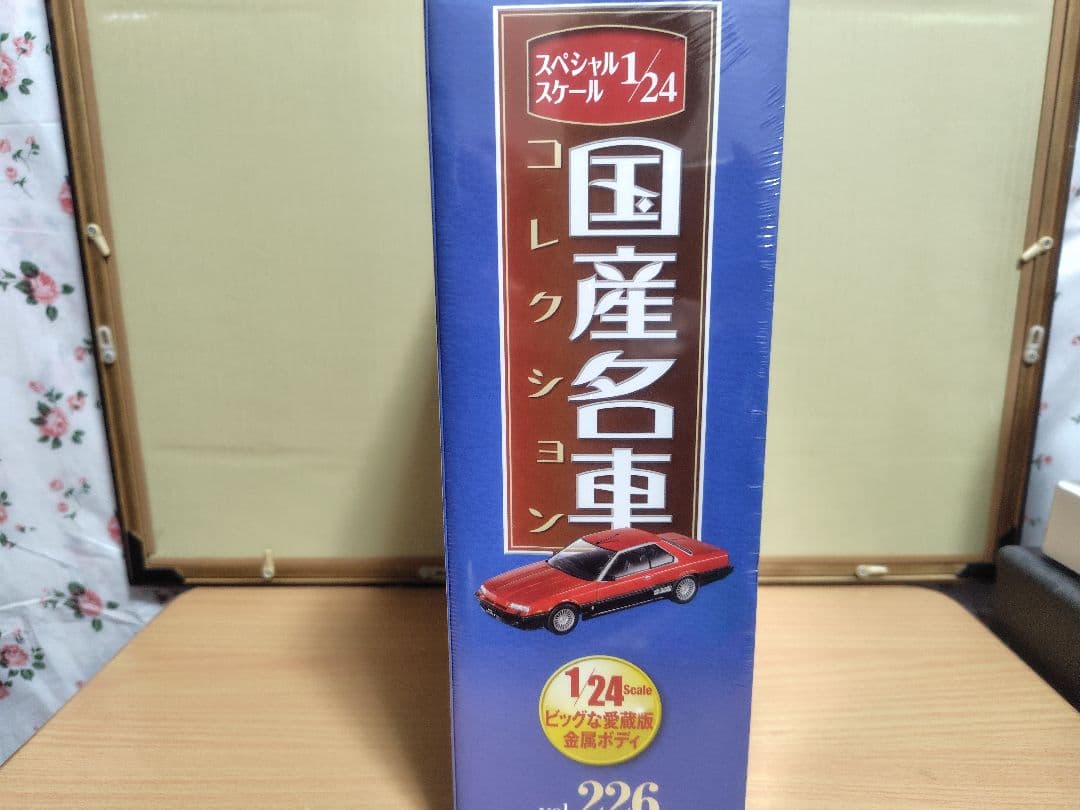 スペシャル
スケール
1/24
国産名車
コレクション
1/24 Scale
ビッグな愛蔵版
金属ボディ
vol.226